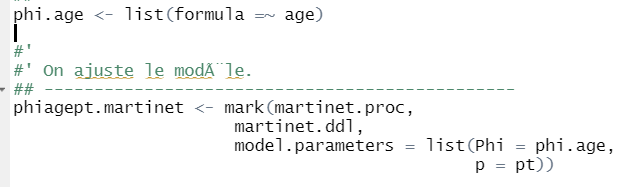 phi.age <- list(formula =~ age)
#'
#' On ajuste le modÃ¨le.
## -----------------------------------------------
phiagept.martinet <- mark(martinet.proc,
martinet.ddl,
model.parameters = list(Phi = phi.age,
p = pt))